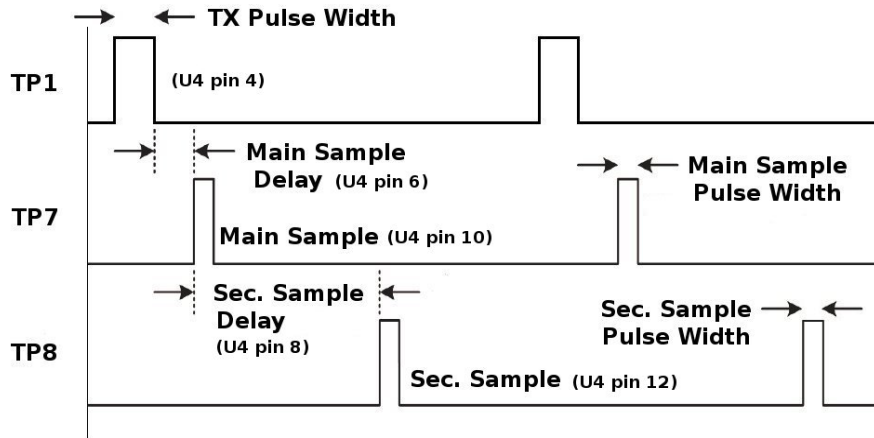 TX Pulse Width
TP1
(U4 pin 4)
Main Sample
Delay (U4 pin 6)
Main Sample
Pulse Width
TP7
Main Sample (U4 pin 10)
Sec. Sample
Delay
(U4 pin 8)
Sec. Sample
Pulse Width
TP8
Sec. Sample (U4 pin 12)